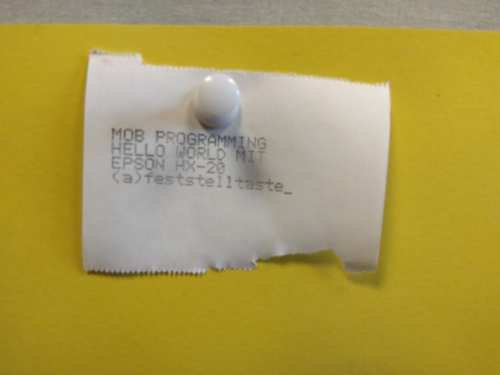 MOB PROGRAMMING
HELLO WORLD MIT
EPSON HX-20
(a)feststelltaste_